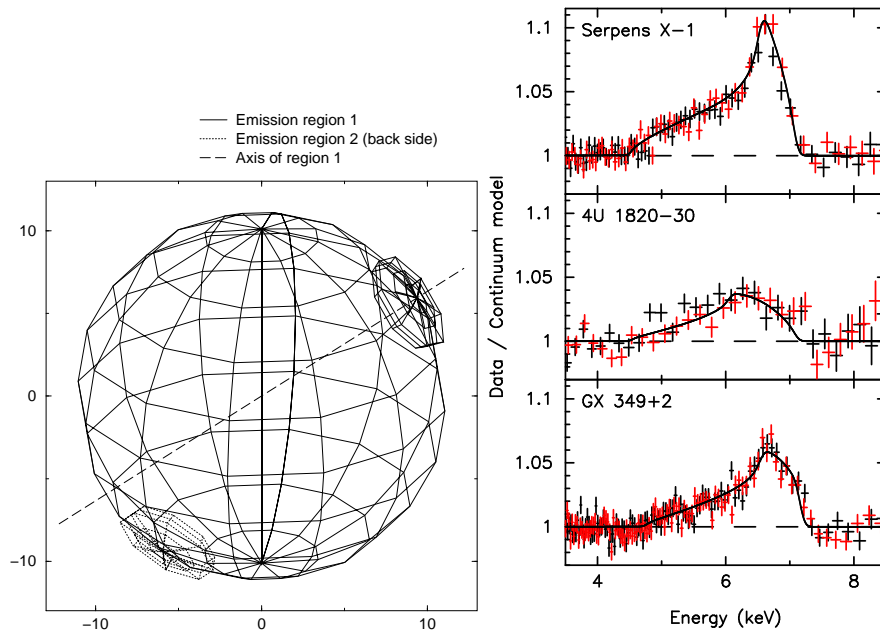 Emission region 1
Emission region 2 (back side)
Axis of region 1
10
0
−10
−10
0
10
Data / Continuum model
Serpens X−1
1.1
1.05
1
4U 1820−30
1.1
1.05
1
GX 349+2
1.1
1.05
1
4
6
8
Energy (keV)